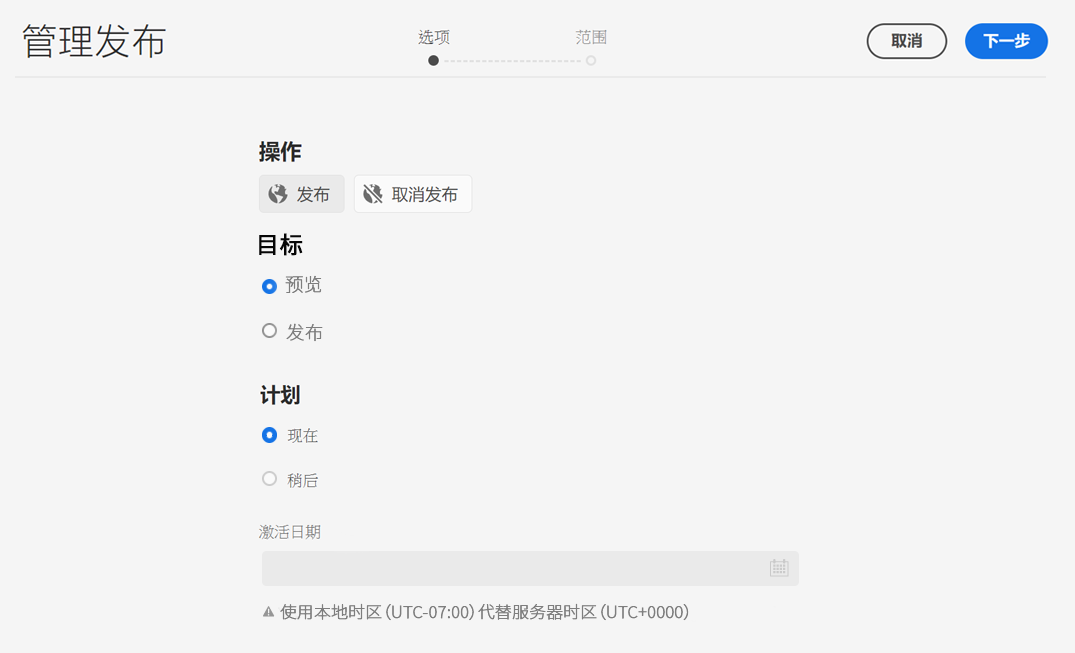 管理发布
选项
范围
取消
下一步
操作
发布
取消发布
目标
预览
发布
计划
现在
稍后
激活日期
使用本地时区(UTC-07:00)代替服务器时区(UTC+0000)